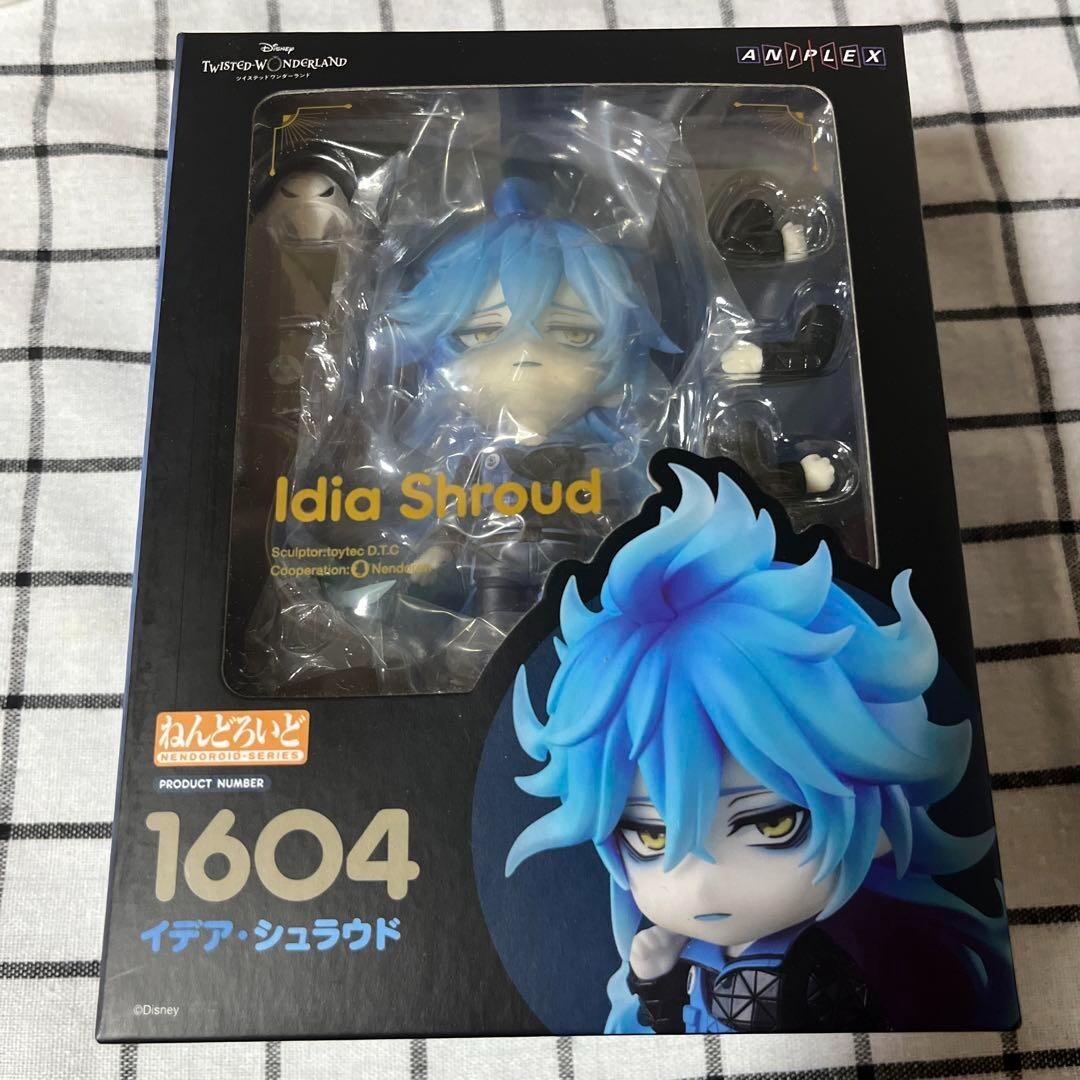 Disney
TWISTED-WONDERLAND
ツイステッドワンダーランド
ANIPLEX
Idia Shroud
Sculptor:toytec D.T.C
Cooperation: Nendoron
ねんどろいど
NENDOROID-SERIES
PRODUCT NUMBER
1604
イデア・シュラウド
©Disney